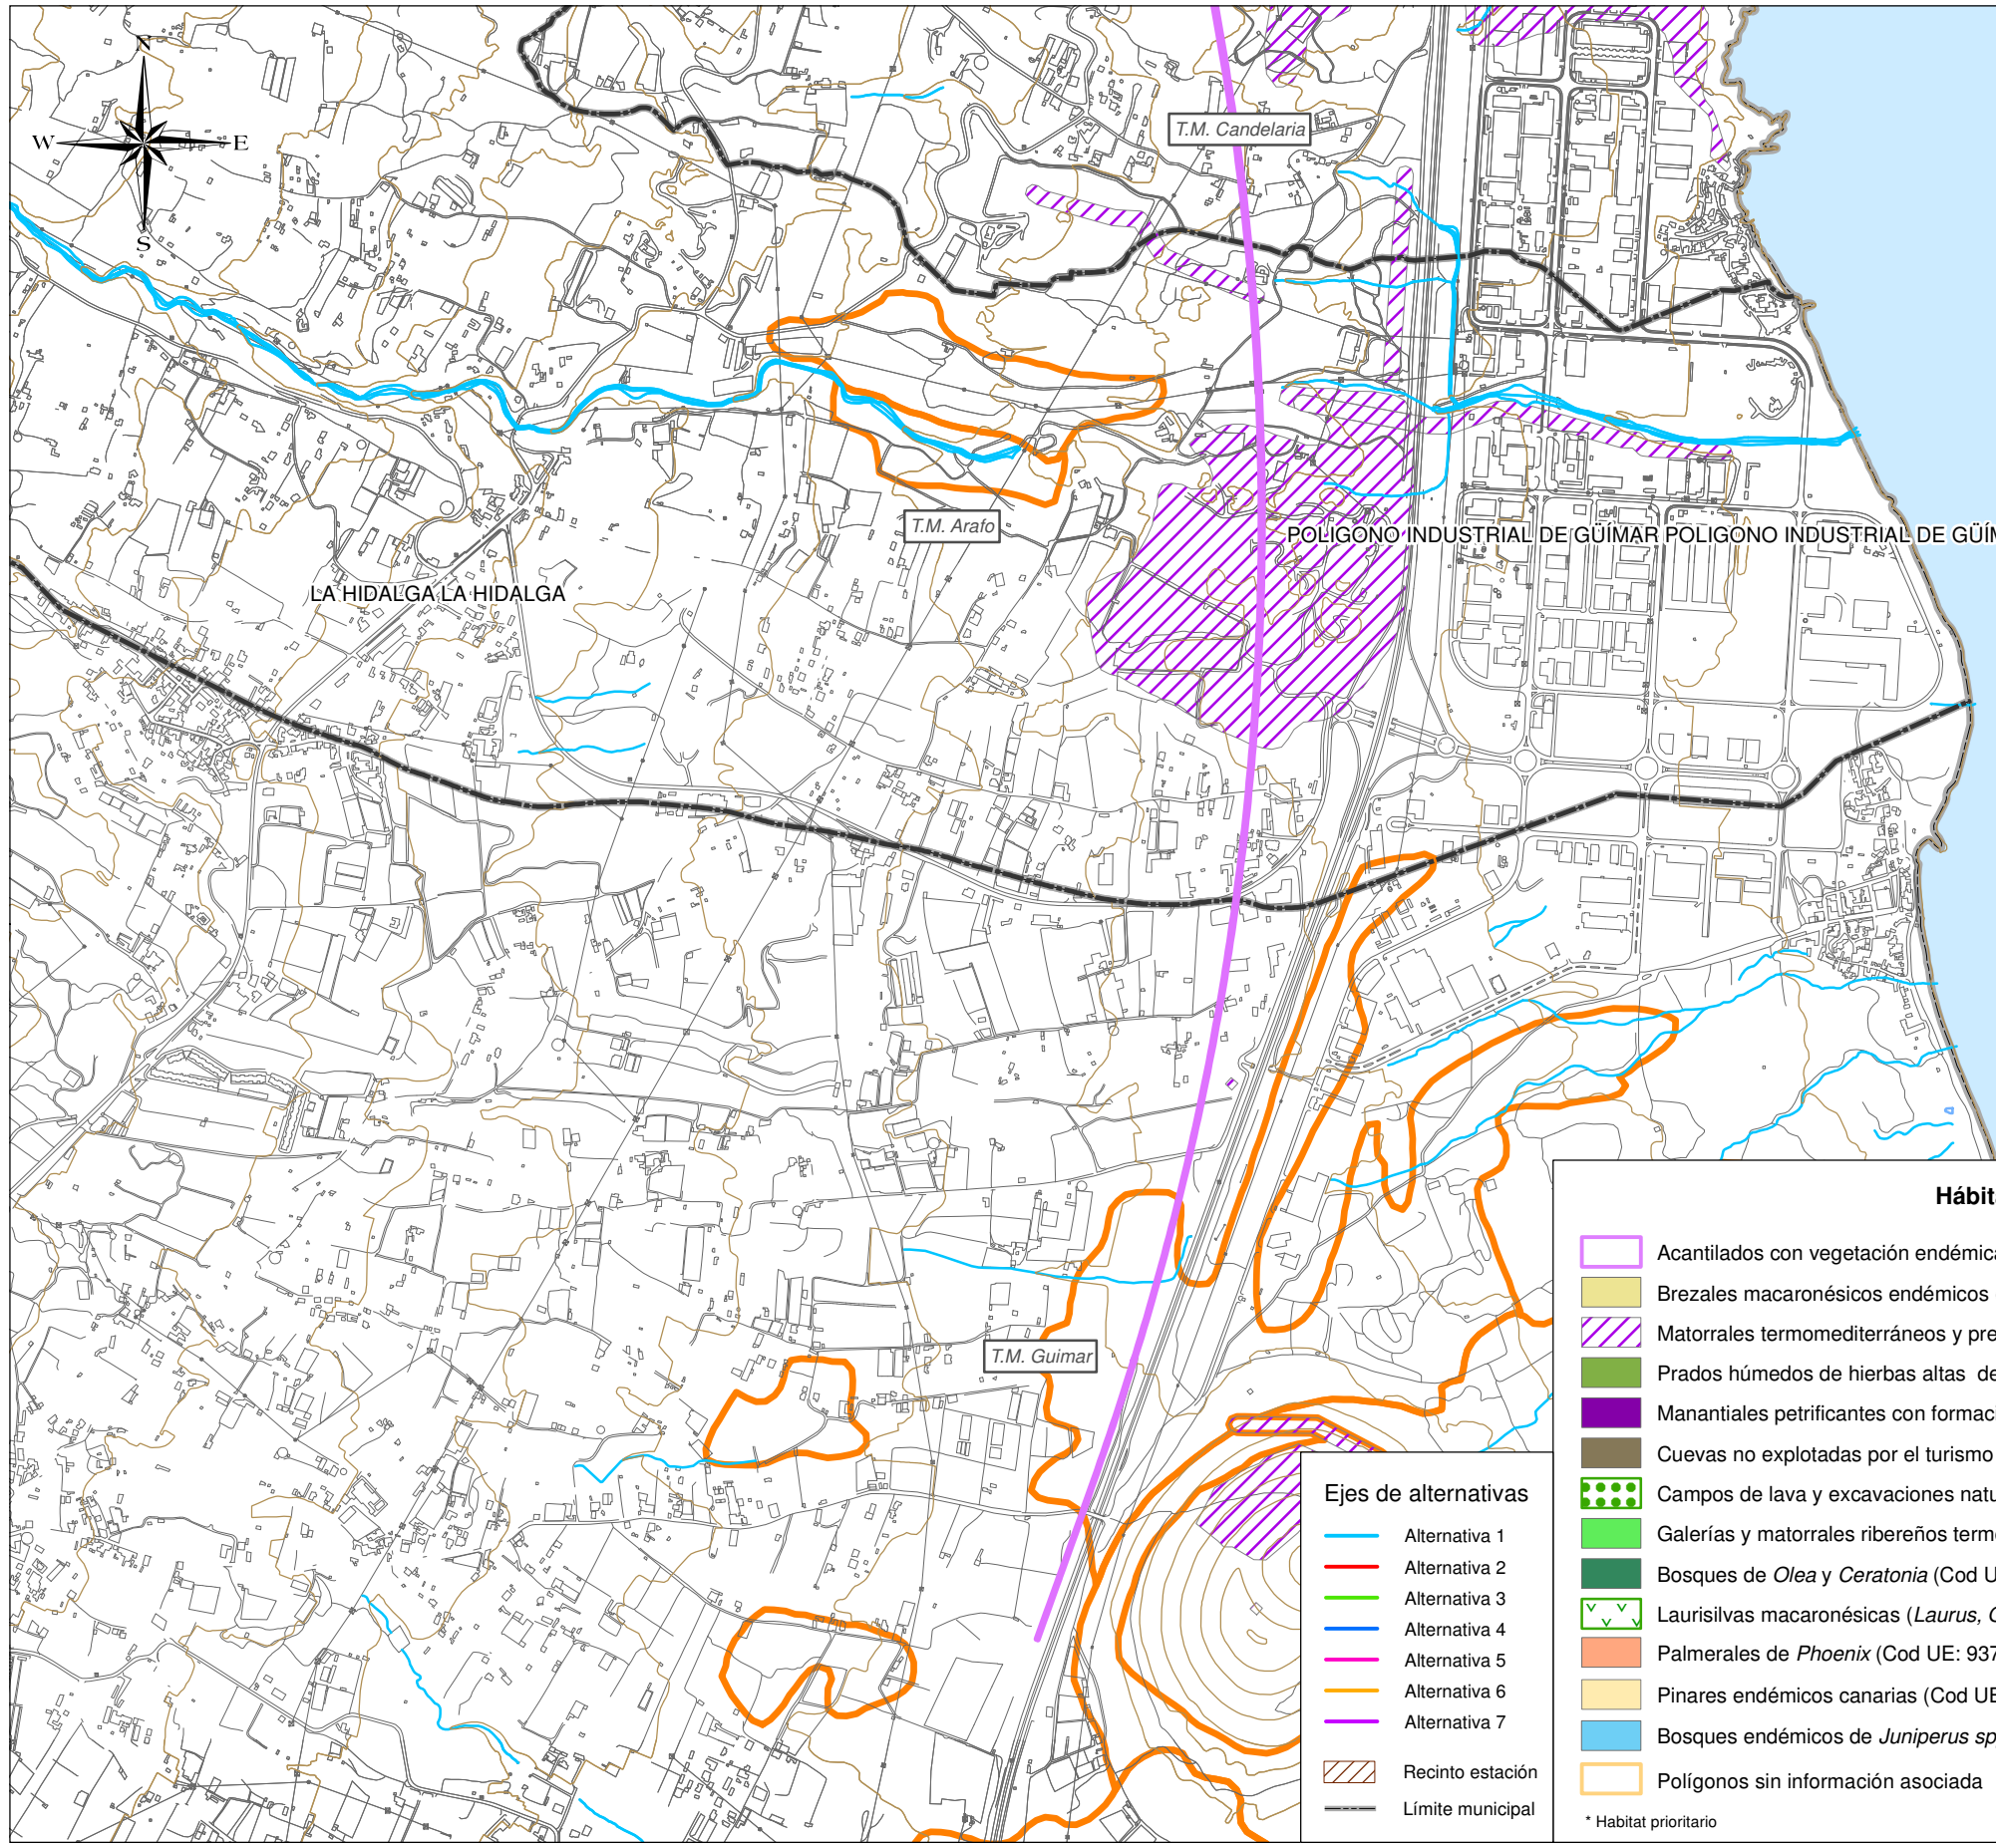 N
W E
S
T.M. Candelaria
T.M. Arafo
POLIGONO INDUSTRIAL DE GÜIMAR POLIGONO INDUSTRIAL DE GÜÍM
LA HIDALGA LA HIDALGA
T.M. Guimar
Ejes de alternativas
Alternativa 1
Alternativa 2
Alternativa 3
Alternativa 4
Alternativa 5
Alternativa 6
Alternativa 7
Recinto estación
Límite municipal
Hábit
Acantilados con vegetación endémica
Brezales macaronésicos endémicos
Matorrales termomediterráneos y pre
Prados húmedos de hierbas altas de
Manantiales petrificantes con formaci
Cuevas no explotadas por el turismo
Campos de lava y excavaciones natu
Galerías y matorrales ribereños term
Bosques de Olea y Ceratonia (Cod U
Laurisilvas macaronésicas (Laurus, O
Palmerales de Phoenix (Cod UE: 937
Pinares endémicos canarias (Cod UE
Bosques endémicos de Juniperus sp
Polígonos sin información asociada
* Habitat prioritario